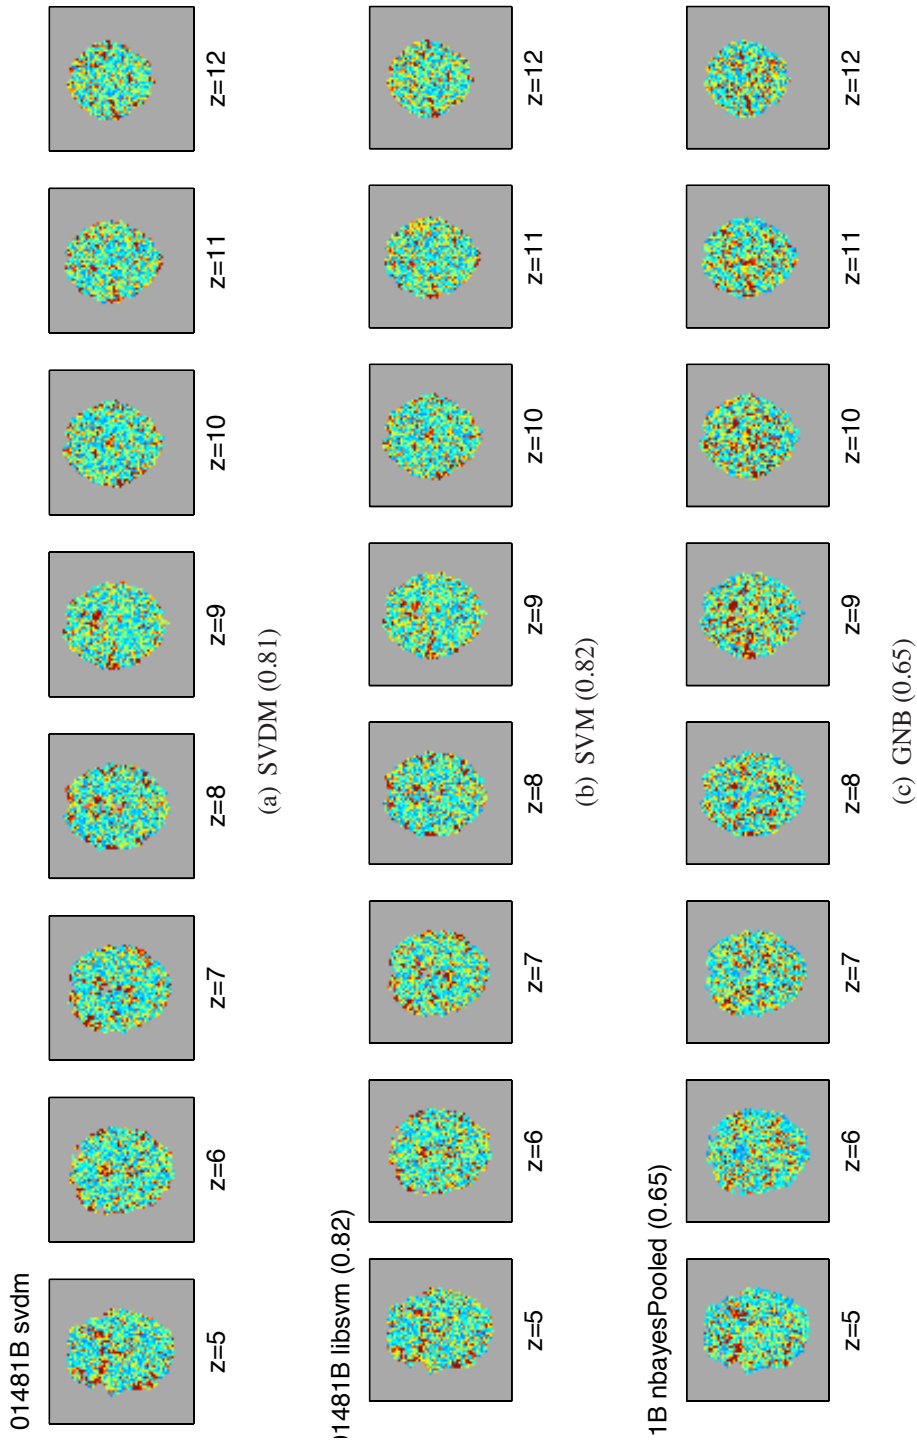 01481B svdm
z=5 z=6 z=7 z=8 z=9 z=10 z=11 z=12
(a) SVDM (0.81)
01481B libsvm (0.82)
z=5 z=6 z=7 z=8 z=9 z=10 z=11 z=12
(b) SVM (0.82)
1B nbayesPooled (0.65)
z=5 z=6 z=7 z=8 z=9 z=10 z=11 z=12
(c) GNB (0.65)